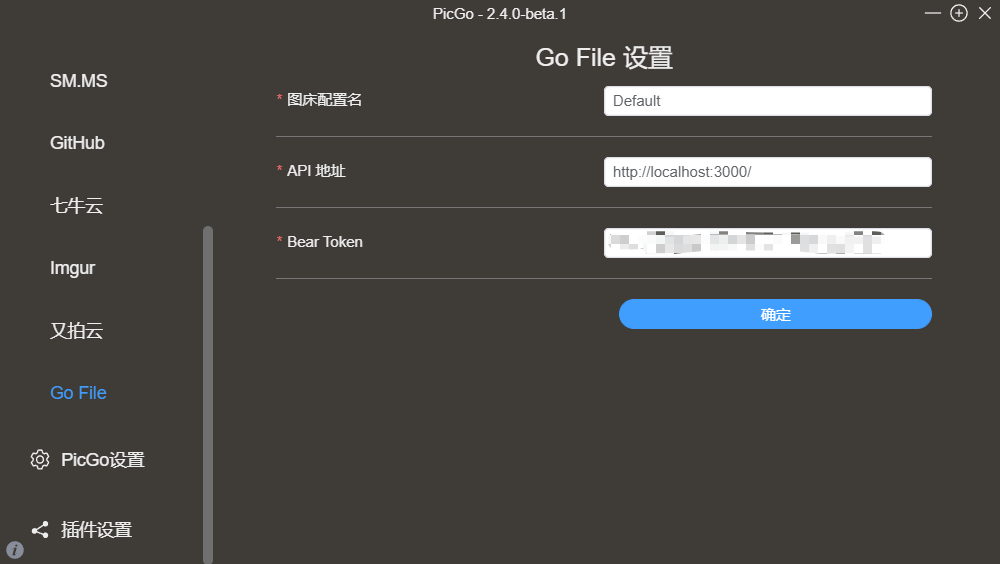 PicGo - 2.4.0-beta.1
SM.MS
GitHub
七牛云
Imgur
又拍云
Go File
PicGo设置
插件设置
Go File 设置
* 图床配置名
Default
* API 地址
http://localhost:3000/
* Bear Token
确定